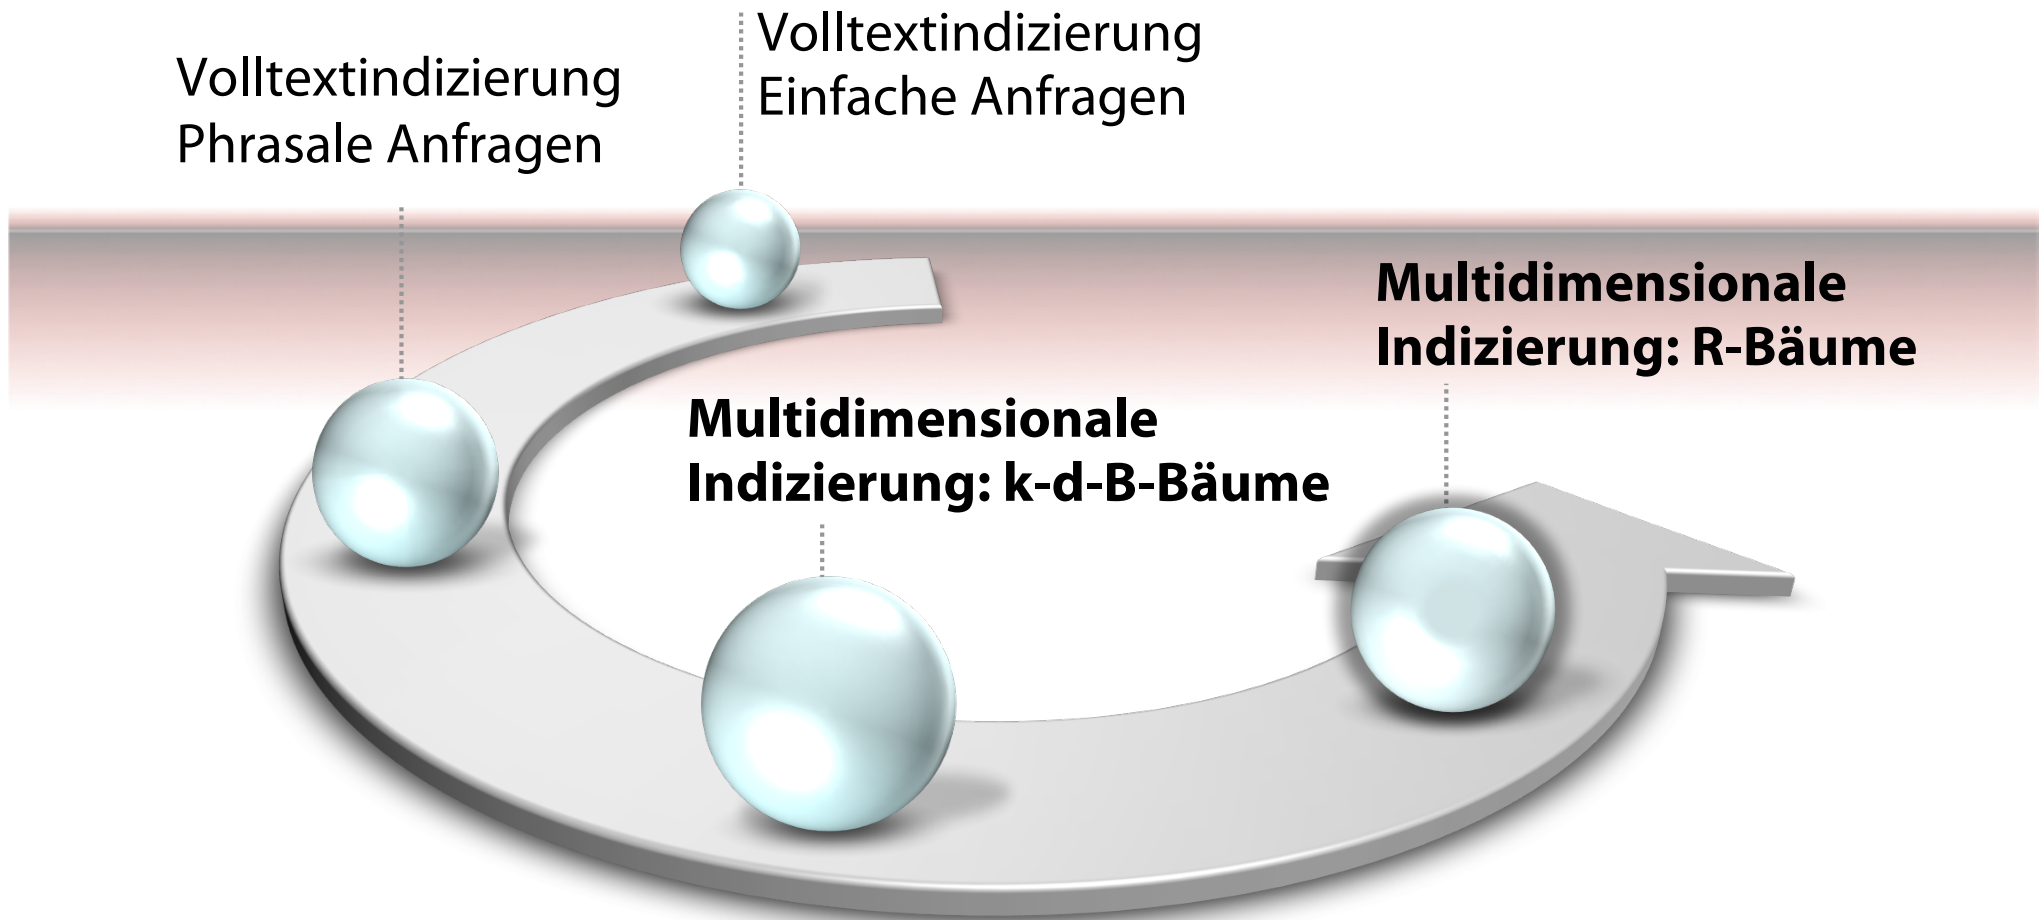 Volltextindizierung
Einfache Anfragen
Volltextindizierung
Phrasale Anfragen
Multidimensionale
Indizierung: k-d-B-Bäume
Multidimensionale
Indizierung: R-Bäume